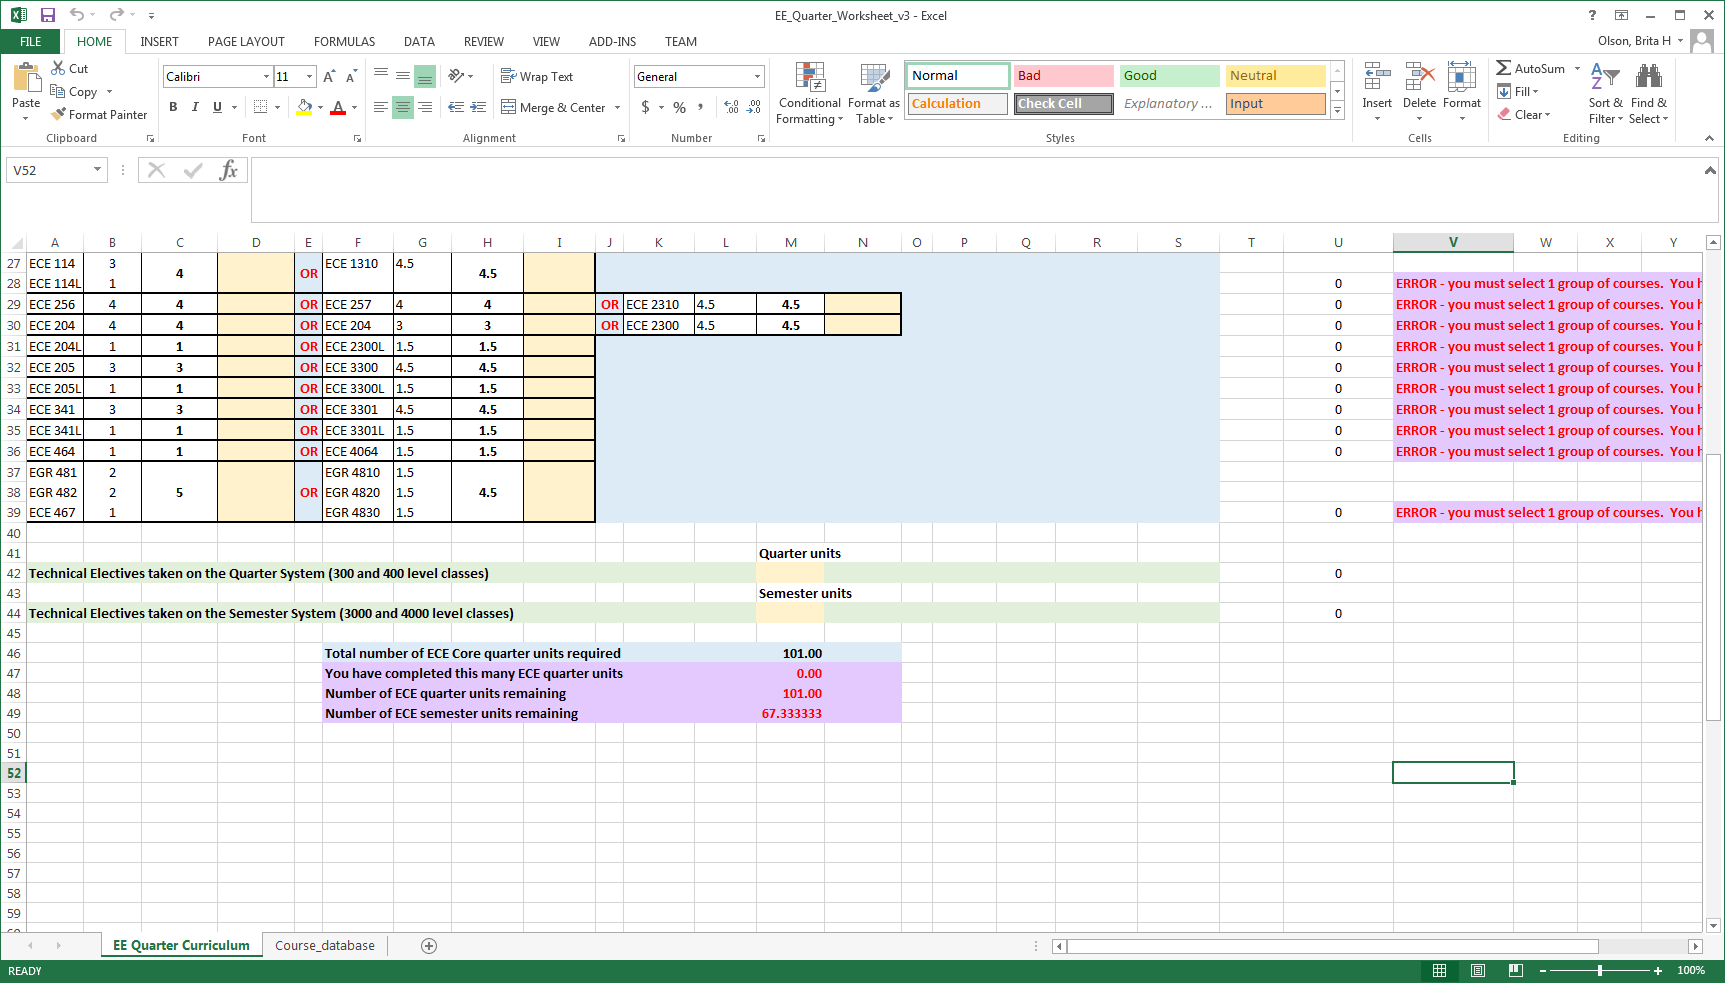 EE_Quarter_Worksheet_v3 - Excel
FILE HOME INSERT PAGE LAYOUT FORMULAS DATA REVIEW VIEW ADD-INS TEAM Olson, Brita H
Paste
Cut
Copy
Format Painter
Clipboard
Calibri 11
B I U A
Font
Wrap Text
Merge & Center
Alignment
General
$ % ,
Number
Conditional Formatting
Format as Table
Normal Bad Good Neutral
Calculation Check Cell Explanatory ... Input
Styles
Insert Delete Format
Cells
AutoSum
Fill
Clear
Sort & Filter
Find & Select
Editing
V52 fx
A B C D E F G H I J K L M N O P Q R S T U V W X Y
27 ECE 114 3 4 OR ECE 1310 4.5 4.5
28 ECE 114L 1 0 ERROR - you must select 1 group of courses. You h
29 ECE 256 4 4 OR ECE 257 4 4 OR ECE 2310 4.5 4.5 0 ERROR - you must select 1 group of courses. You h
30 ECE 204 4 4 OR ECE 204 3 3 OR ECE 2300 4.5 4.5 0 ERROR - you must select 1 group of courses. You h
31 ECE 204L 1 1 OR ECE 2300L 1.5 1.5 0 ERROR - you must select 1 group of courses. You h
32 ECE 205 3 3 OR ECE 3300 4.5 4.5 0 ERROR - you must select 1 group of courses. You h
33 ECE 205L 1 1 OR ECE 3300L 1.5 1.5 0 ERROR - you must select 1 group of courses. You h
34 ECE 341 3 3 OR ECE 3301 4.5 4.5 0 ERROR - you must select 1 group of courses. You h
35 ECE 341L 1 1 OR ECE 3301L 1.5 1.5 0 ERROR - you must select 1 group of courses. You h
36 ECE 464 1 1 OR ECE 4064 1.5 1.5 0 ERROR - you must select 1 group of courses. You h
37 EGR 481 2 EGR 4810 1.5
38 EGR 482 2 5 OR EGR 4820 1.5 4.5
39 ECE 467 1 EGR 4830 1.5 0 ERROR - you must select 1 group of courses. You h
40
41 Quarter units
42 Technical Electives taken on the Quarter System (300 and 400 level classes) 0
43 Semester units
44 Technical Electives taken on the Semester System (3000 and 4000 level classes) 0
45
46 Total number of ECE Core quarter units required 101.00
47 You have completed this many ECE quarter units 0.00
48 Number of ECE quarter units remaining 101.00
49 Number of ECE semester units remaining 67.333333
50
51
52
53
54
55
56
57
58
59
EE Quarter Curriculum Course_database
READY 100%